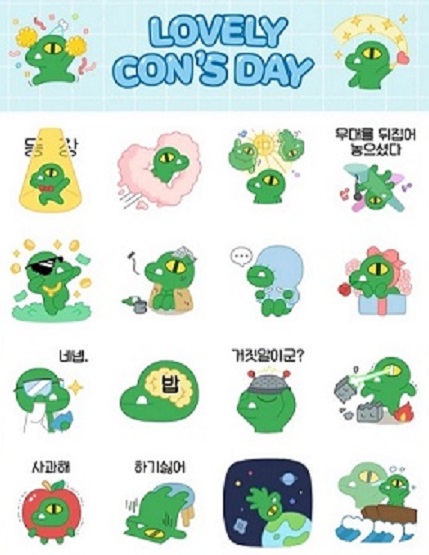 LOVELY
CON'S DAY
등장
무대를 뒤집어
놓으셨다
네넵.
밥
거짓말이군?
사과해
하기싫어